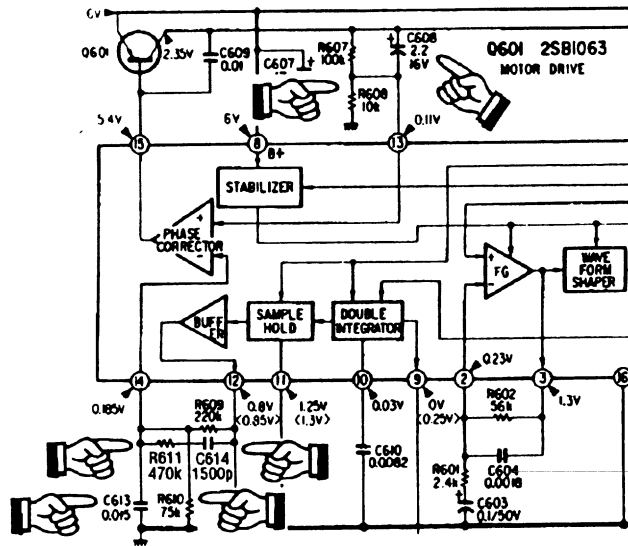 6V
Q601
2.35V
C609
0.01
C607
R607
100k
R608
10k
C608
2.2
16V
Q601 2SB1063
MOTOR DRIVE
5.4V
6V
0.11V
15
8
B+
13
STABILIZER
+
PHASE
CORRECTOR
-
+
FG
-
WAVE
FORM
SHAPER
BUFF
ER
SAMPLE
HOLD
DOUBLE
INTEGRATOR
0.23V
14
12
11
10
9
2
3
16
0.185V
0.8V
(0.85V)
1.25V
(1.3V)
0.03V
0V
(0.25V)
1.3V
R609
220k
R602
56k
R611
470k
C614
1500p
C610
0.0082
R601
2.4k
C604
0.0018
C613
0.015
R610
75k
C603
0.1/50V